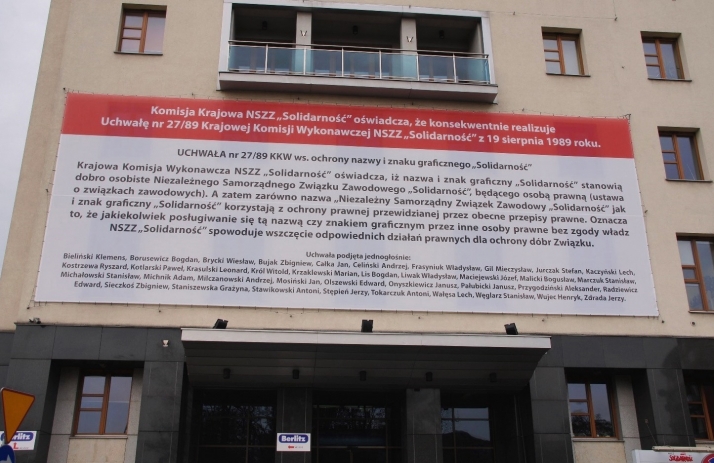 Komisja Krajowa NSZZ „Solidarność” oświadcza, że konsekwentnie realizuje
Uchwałę nr 27/89 Krajowej Komisji Wykonawczej NSZZ „Solidarność” z 19 sierpnia 1989 roku.
UCHWAŁA nr 27/89 KKW ws. ochrony nazwy i znaku graficznego „Solidarność”
Krajowa Komisja Wykonawcza NSZZ „Solidarność” oświadcza, iż nazwa i znak graficzny „Solidarność” stanowią
dobro osobiste Niezależnego Samorządnego Związku Zawodowego „Solidarność”, będącego osobą prawną (ustawa
o związkach zawodowych). A zatem zarówno nazwa „Niezależny Samorządny Związek Zawodowy „Solidarność” jak
i znak graficzny „Solidarność” korzystają z ochrony prawnej przewidzianej przez obecne przepisy prawne. Oznacza
to, że jakiekolwiek posługiwanie się tą nazwą czy znakiem graficznym przez inne osoby prawne bez zgody władz
NSZZ „Solidarność” spowoduje wszczęcie odpowiednich działań prawnych dla ochrony dóbr Związku.
Uchwała podjęta jednogłośnie:
Bieliński Klemens, Borusewicz Bogdan, Brycki Wiesław, Bujak Zbigniew, Całka Jan, Celiński Andrzej, Frasyniuk Władysław, Gil Mieczysław, Jurczak Stefan, Kaczyński Lech,
Kostrzewa Ryszard, Kotlarski Paweł, Krasulski Leonard, Król Witold, Krzaklewski Marian, Lis Bogdan, Liwak Władysław, Maciejewski Józef, Malicki Bogusław, Marczuk Stanisław,
Michałowski Stanisław, Michnik Adam, Milczanowski Andrzej, Mosiński Jan, Olszewski Edward, Onyszkiewicz Janusz, Pałubicki Janusz, Przygodziński Aleksander, Radziewicz
Edward, Sieczkoś Zbigniew, Staniszewska Grażyna, Stawikowski Antoni, Stępień Jerzy, Tokarczuk Antoni, Wałęsa Lech, Węglarz Stanisław, Wujec Henryk, Zdrada Jerzy.
Berlitz
Berlitz
Solidarność